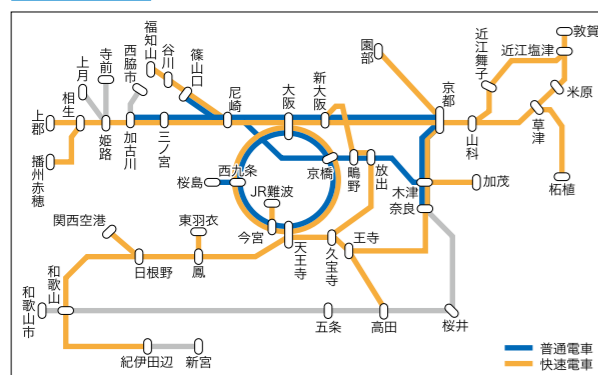 福知山
谷川
篠山口
寺前
西脇市
上月
相生
上郡
姫路
加古川
三ノ宮
尼崎
大阪
新大阪
園部
京都
山科
近江舞子
近江塩津
敦賀
米原
草津
柘植
播州赤穂
桜島
西九条
京橋
鴫野
放出
木津
加茂
奈良
JR難波
今宮
天王寺
久宝寺
王寺
関西空港
東羽衣
日根野
鳳
和歌山
和歌山市
五条
高田
桜井
紀伊田辺
新宮
普通電車
快速電車